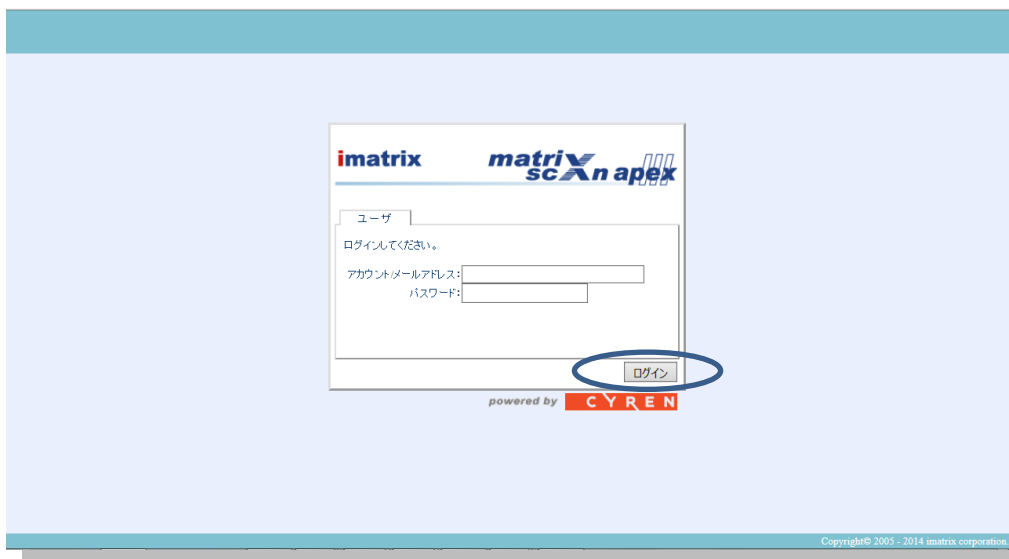 imatrix
matrix
scan apex
ユーザ
ログインしてください。
アカウント/メールアドレス:
パスワード:
ログイン
powered by CYREN
Copyright© 2005 - 2014 imatrix corporation.